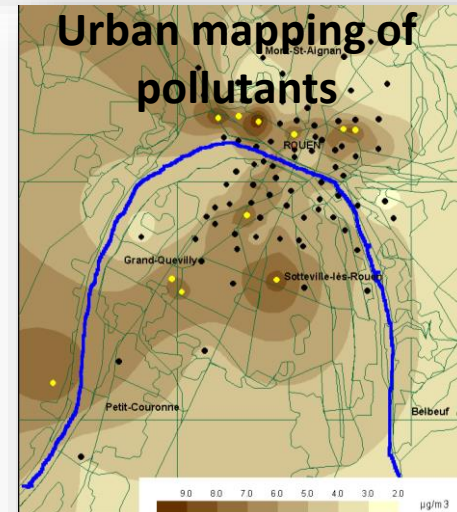 Urban mapping of
Mont-St-Aignan
pollutants
ROUEN
Grand-Quevilly
Sotteville-lès-Rouen
Petit-Couronne
Belbeuf
9.0 8.0 7.0 6.0 5.0 4.0 3.0 2.0
µg/m3